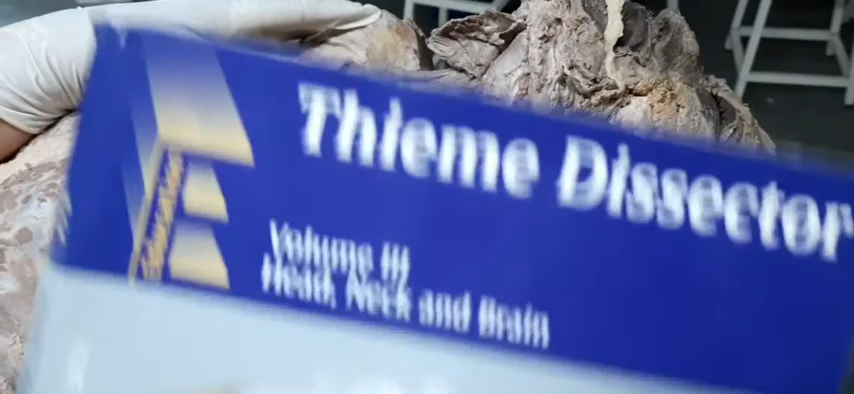 Thieme Dissector
Volume III
Head, Neck and Brain